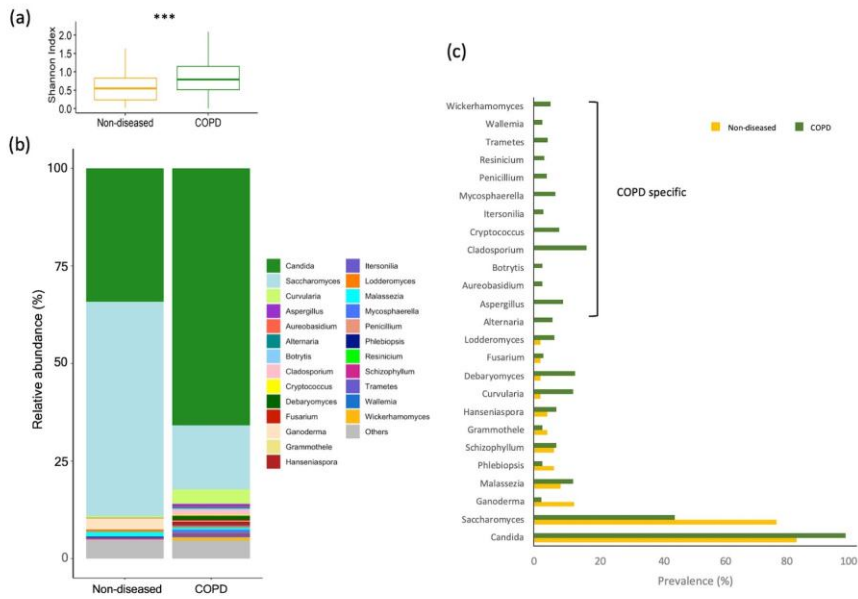 (a)
***
Shannon Index
2.0
1.5
1.0
0.5
0.0
Non-diseased
COPD
(b)
Relative abundance (%)
100
75
50
25
0
Non-diseased
COPD
Candida
Saccharomyces
Curvularia
Aspergillus
Aureobasidium
Alternaria
Botrytis
Cladosporium
Cryptococcus
Debaryomyces
Fusarium
Ganoderma
Grammothele
Hanseniaspora
Itersonilia
Lodderomyces
Malassezia
Mycosphaerella
Penicillium
Phlebiopsis
Resinicium
Schizophyllum
Trametes
Wallemia
Wickerhamomyces
Others
(c)
Non-diseased
COPD
COPD specific
Wickerhamomyces
Wallemia
Trametes
Resinicium
Penicillium
Mycosphaerella
Itersonilia
Cryptococcus
Cladosporium
Botrytis
Aureobasidium
Aspergillus
Alternaria
Lodderomyces
Fusarium
Debaryomyces
Curvularia
Hanseniaspora
Grammothele
Schizophyllum
Phlebiopsis
Malassezia
Ganoderma
Saccharomyces
Candida
0 20 40 60 80 100
Prevalence (%)